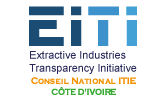 EITI
Extractive Industries
Transparency Initiative
CONSEIL NATIONAL ITIE
CÔTE D'IVOIRE